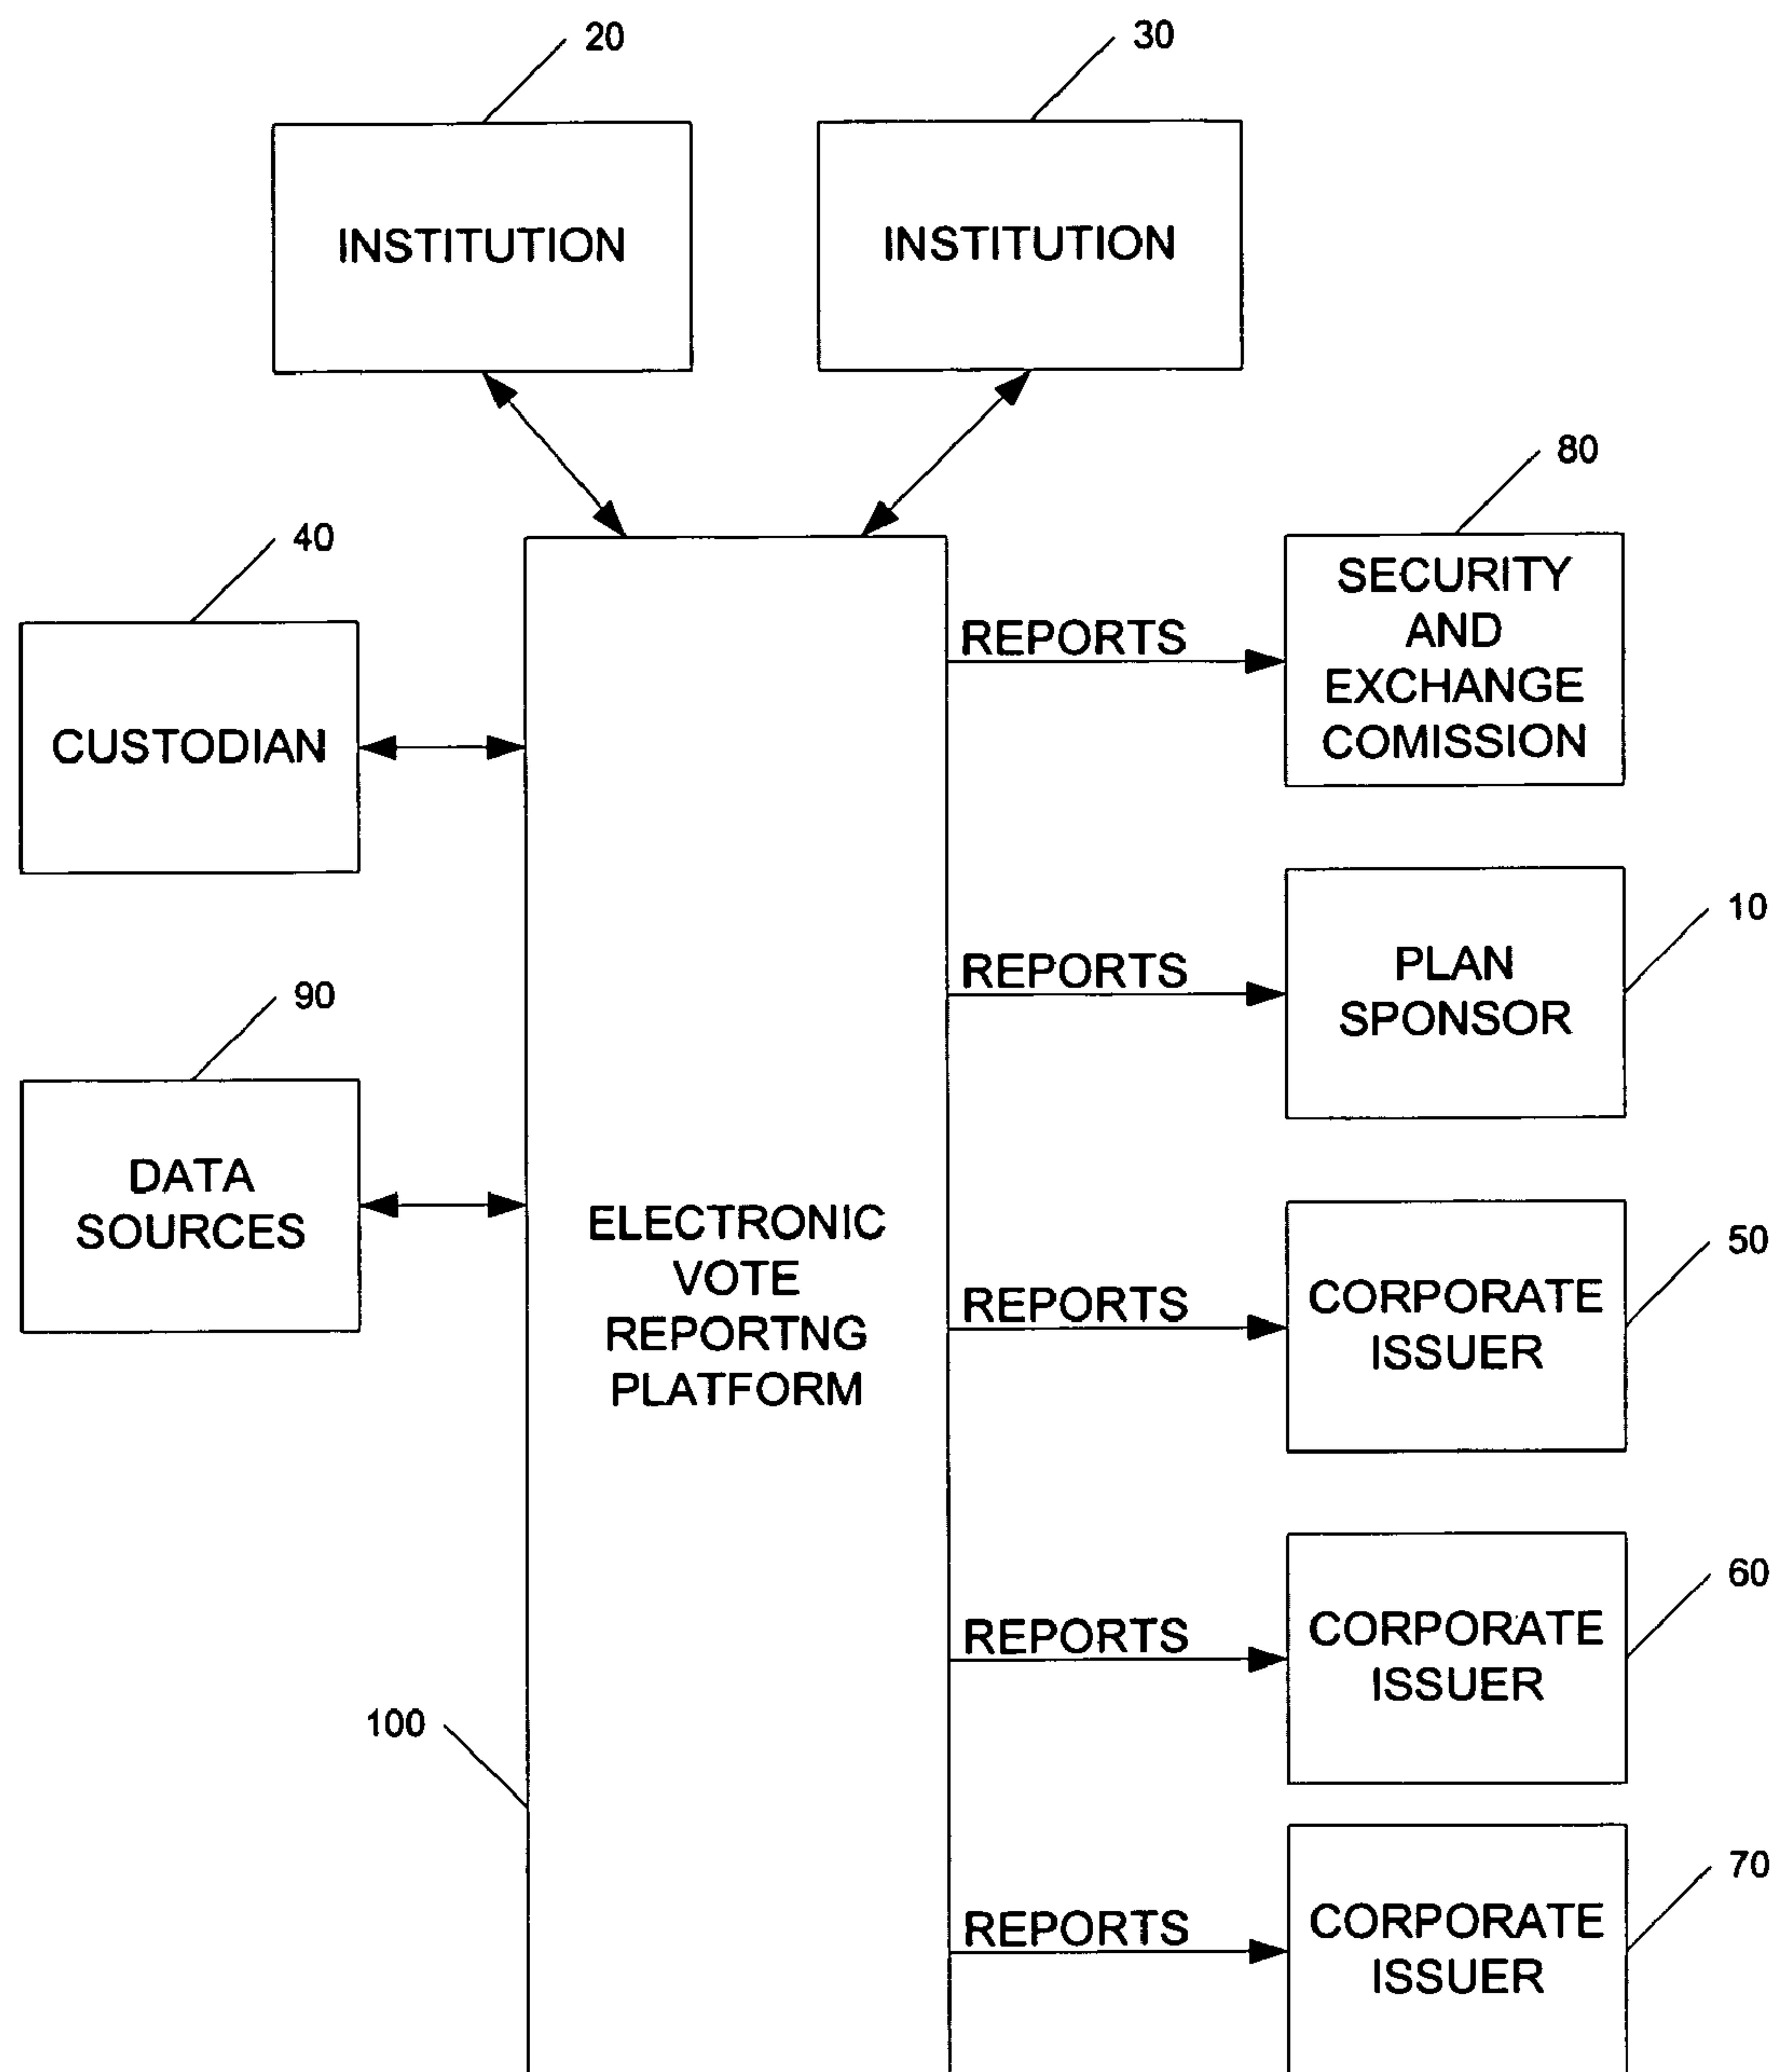 20
30
INSTITUTION
INSTITUTION
80
40
SECURITY
AND
EXCHANGE
COMISSION
REPORTS
CUSTODIAN
10
PLAN
SPONSOR
REPORTS
90
DATA
SOURCES
ELECTRONIC
VOTE
REPORTNG
PLATFORM
50
CORPORATE
ISSUER
REPORTS
60
CORPORATE
ISSUER
REPORTS
100
70
CORPORATE
ISSUER
REPORTS